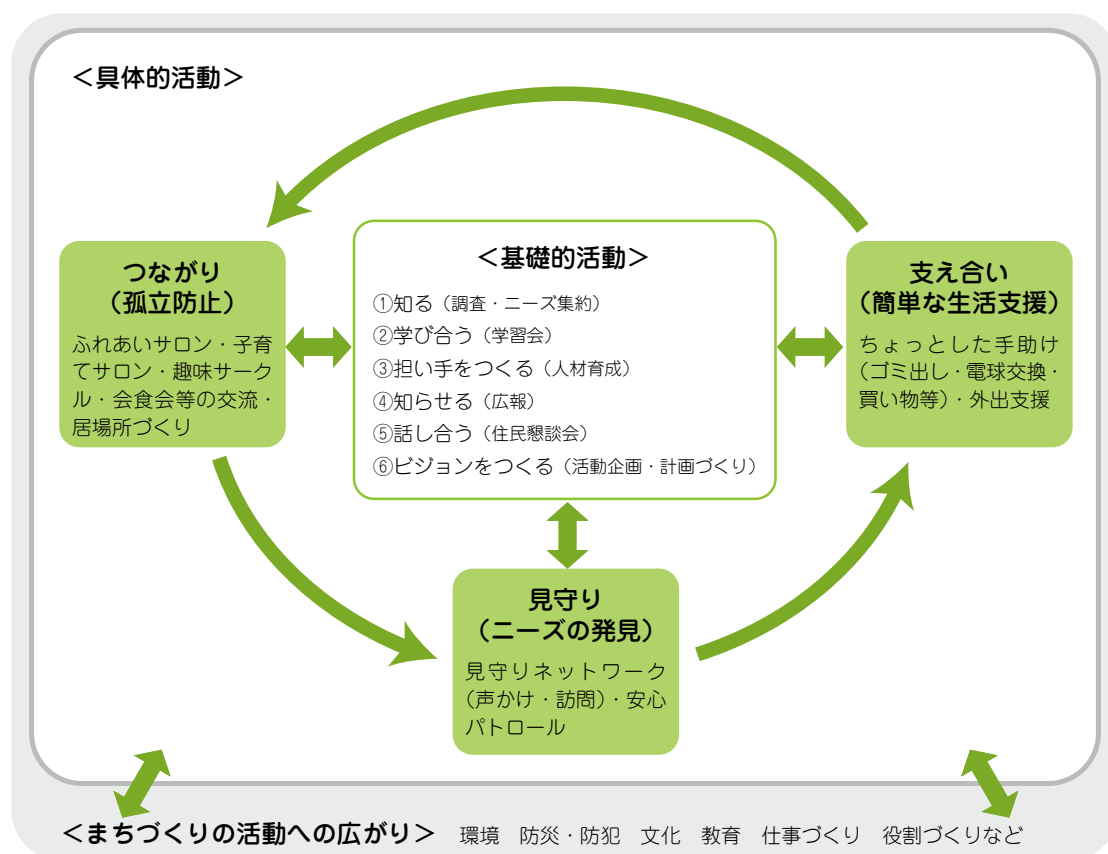 ＜具体的活動＞
つながり
（孤立防止）
ふれあいサロン・子育
てサロン・趣味サーク
ル・会食会等の交流・
居場所づくり
＜基礎的活動＞
①知る（調査・ニーズ集約）
②学び合う（学習会）
③担い手をつくる（人材育成）
④知らせる（広報）
⑤話し合う（住民懇談会）
⑥ビジョンをつくる（活動企画・計画づくり）
支え合い
（簡単な生活支援）
ちょっとした手助け
（ゴミ出し・電球交換・
買い物等）・外出支援
見守り
（ニーズの発見）
見守りネットワーク
（声かけ・訪問）・安心
パトロール
＜まちづくりの活動への広がり＞　環境　防災・防犯　文化　教育　仕事づくり　役割づくりなど